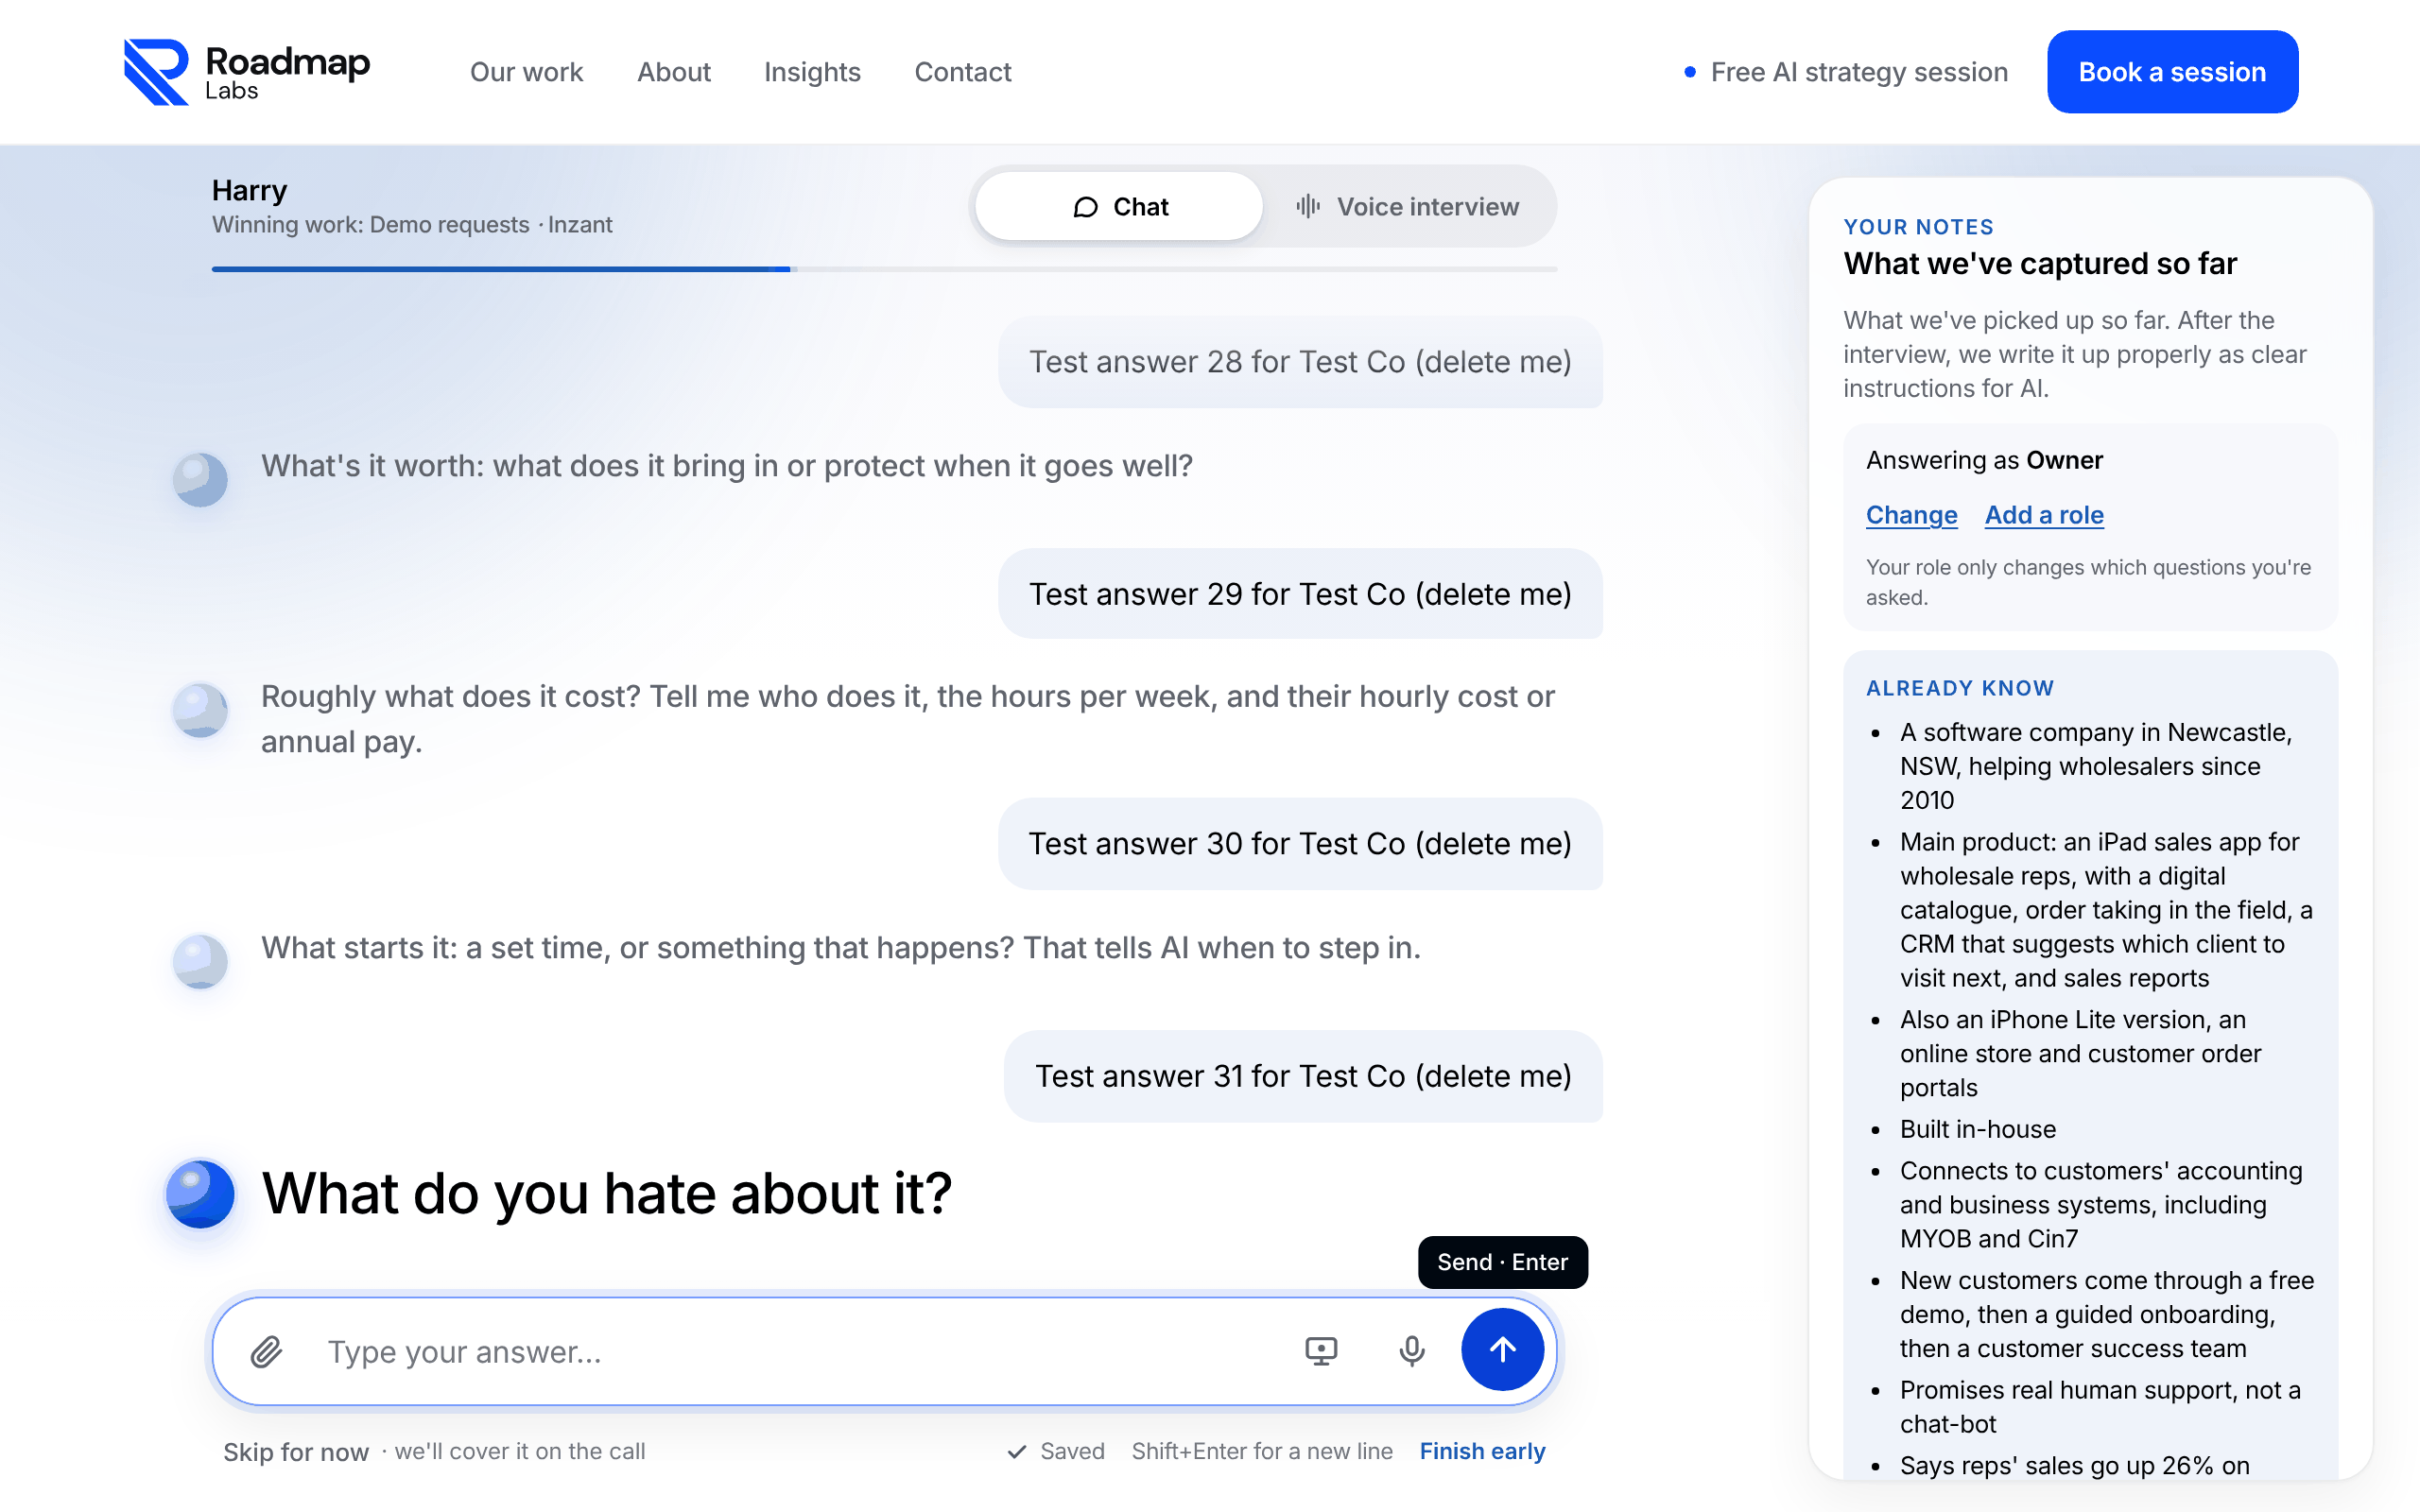 Roadmap
Labs
Our work
About
Insights
Contact
Free AI strategy session
Book a session
Harry
Winning work: Demo requests · Inzant
Chat
Voice interview
Test answer 28 for Test Co (delete me)
What's it worth: what does it bring in or protect when it goes well?
Test answer 29 for Test Co (delete me)
Roughly what does it cost? Tell me who does it, the hours per week, and their hourly cost or
annual pay.
Test answer 30 for Test Co (delete me)
What starts it: a set time, or something that happens? That tells AI when to step in.
Test answer 31 for Test Co (delete me)
What do you hate about it?
Send · Enter
Type your answer...
Skip for now · we'll cover it on the call
Saved
Shift+Enter for a new line
Finish early
YOUR NOTES
What we've captured so far
What we've picked up so far. After the
interview, we write it up properly as clear
instructions for AI.
Answering as Owner
Change
Add a role
Your role only changes which questions you're
asked.
ALREADY KNOW
• A software company in Newcastle,
NSW, helping wholesalers since
2010
• Main product: an iPad sales app for
wholesale reps, with a digital
catalogue, order taking in the field, a
CRM that suggests which client to
visit next, and sales reports
• Also an iPhone Lite version, an
online store and customer order
portals
• Built in-house
• Connects to customers' accounting
and business systems, including
MYOB and Cin7
• New customers come through a free
demo, then a guided onboarding,
then a customer success team
• Promises real human support, not a
chat-bot
• Says reps' sales go up 26% on